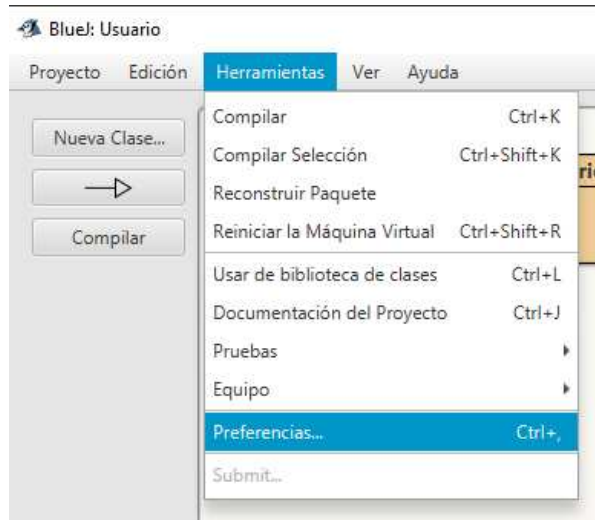 BlueJ: Usuario
Proyecto Edición Herramientas Ver Ayuda
Nueva Clase...
Compilar
Compilar Ctrl+K
Compilar Selección Ctrl+Shift+K
Reconstruir Paquete
Reiniciar la Máquina Virtual Ctrl+Shift+R
Usar de biblioteca de clases Ctrl+L
Documentación del Proyecto Ctrl+J
Pruebas
Equipo
Preferencias... Ctrl+,
Submit...